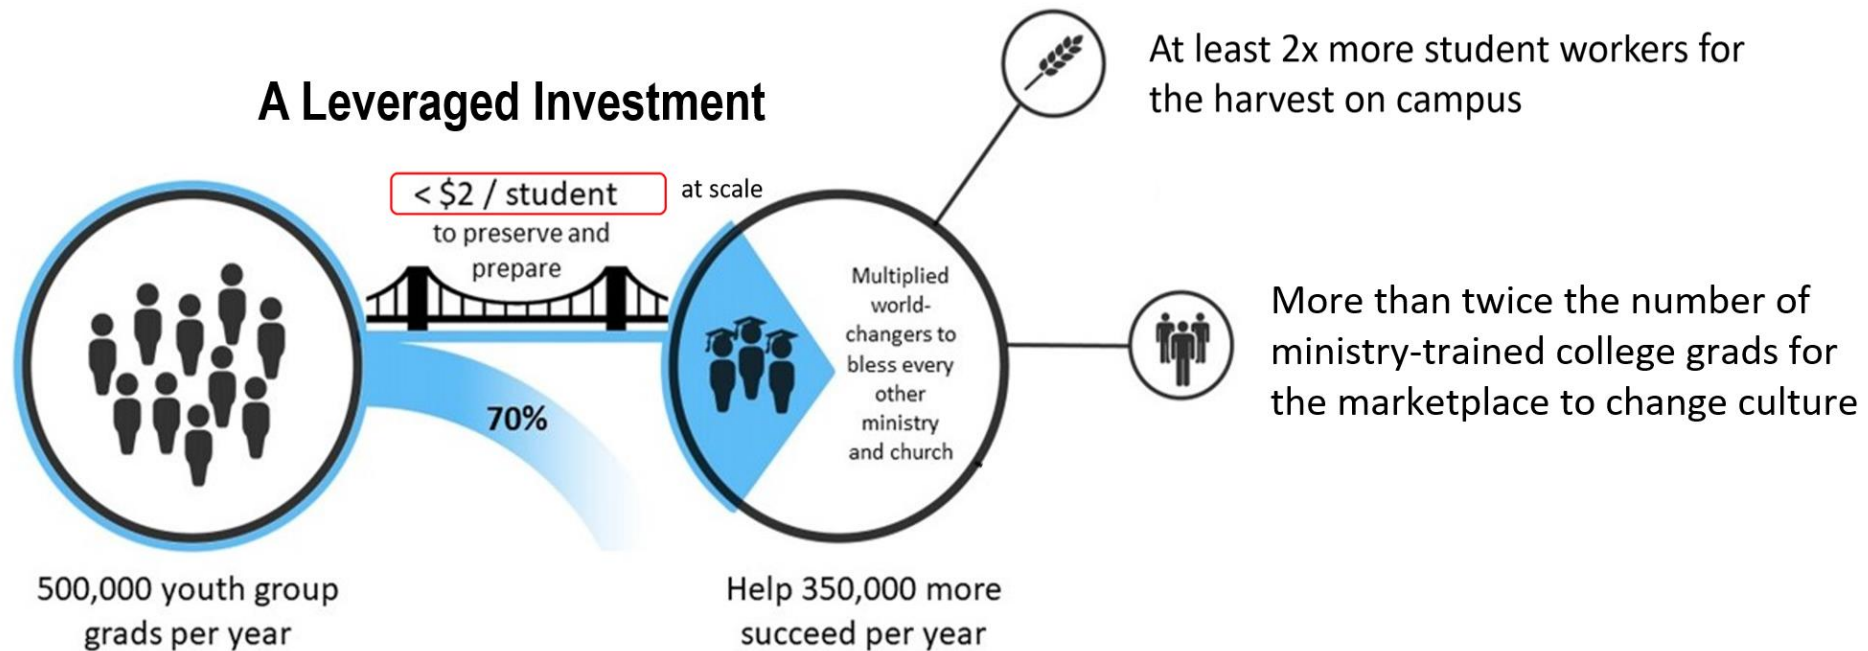 A Leveraged Investment
< $2 / student
at scale
to preserve and
prepare
70%
500,000 youth group
grads per year
Multiplied
world-
changers to
bless every
other
ministry
and church
Help 350,000 more
succeed per year
At least 2x more student workers for
the harvest on campus
More than twice the number of
ministry-trained college grads for
the marketplace to change culture